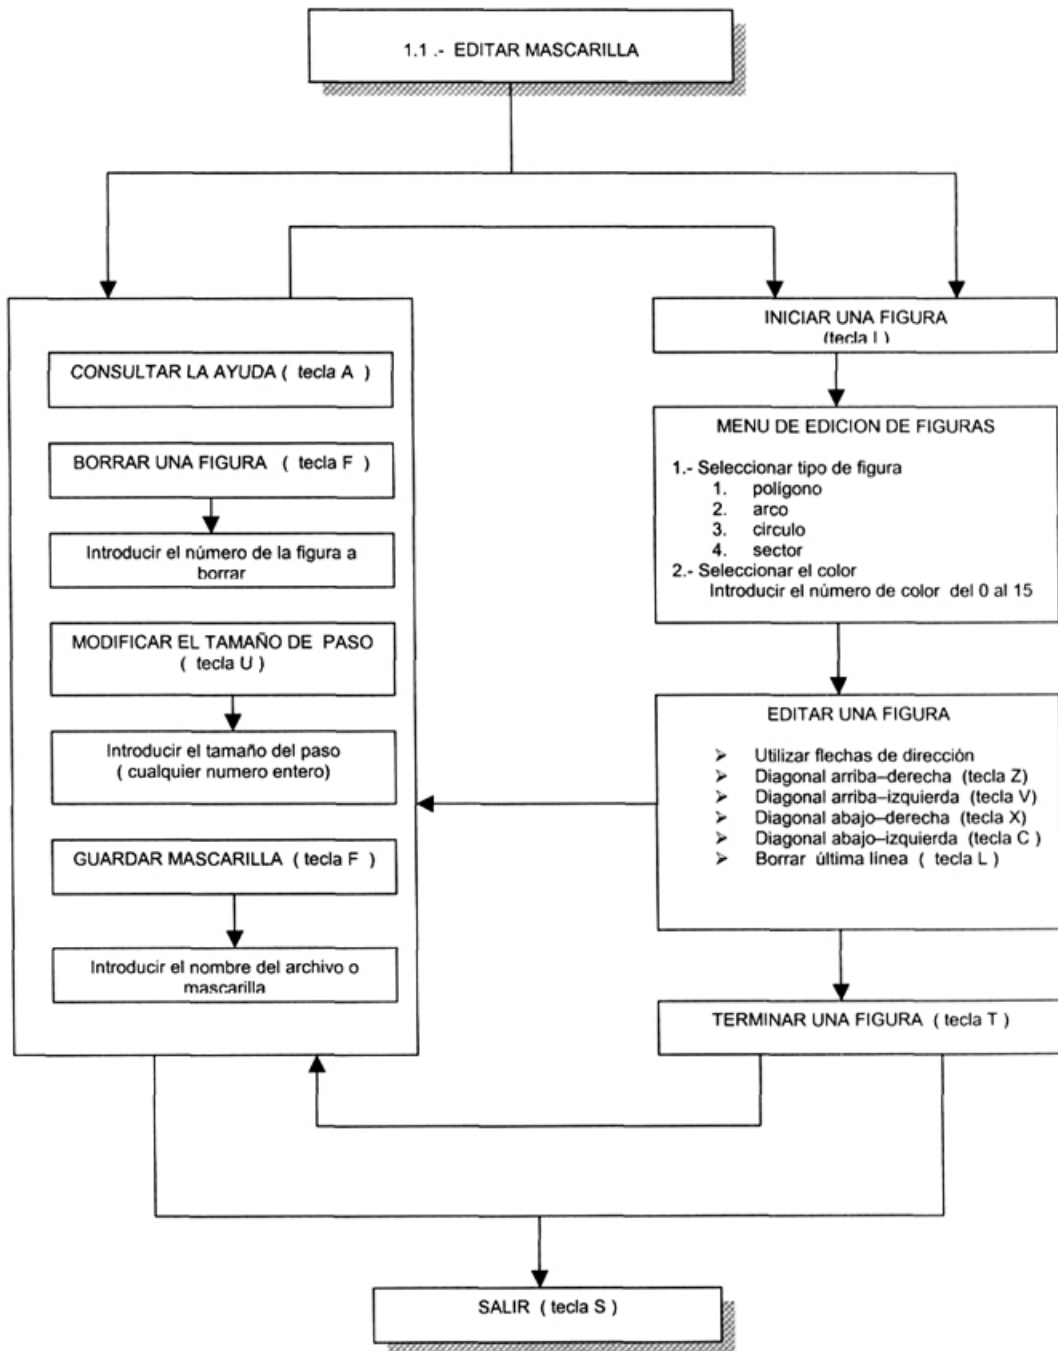 1.1 .- EDITAR MASCARILLA
CONSULTAR LA AYUDA ( tecla A )
BORRAR UNA FIGURA ( tecla F )
Introducir el número de la figura a
borrar
MODIFICAR EL TAMAÑO DE PASO
( tecla U )
Introducir el tamaño del paso
( cualquier numero entero)
GUARDAR MASCARILLA ( tecla F )
Introducir el nombre del archivo o
mascarilla
INICIAR UNA FIGURA
(tecla I )
MENU DE EDICION DE FIGURAS
1.- Seleccionar tipo de figura
1. polígono
2. arco
3. circulo
4. sector
2.- Seleccionar el color
Introducir el número de color del 0 al 15
EDITAR UNA FIGURA
➢ Utilizar flechas de dirección
➢ Diagonal arriba–derecha (tecla Z)
➢ Diagonal arriba–izquierda (tecla V)
➢ Diagonal abajo–derecha (tecla X)
➢ Diagonal abajo–izquierda (tecla C )
➢ Borrar última línea ( tecla L )
TERMINAR UNA FIGURA ( tecla T )
SALIR ( tecla S )